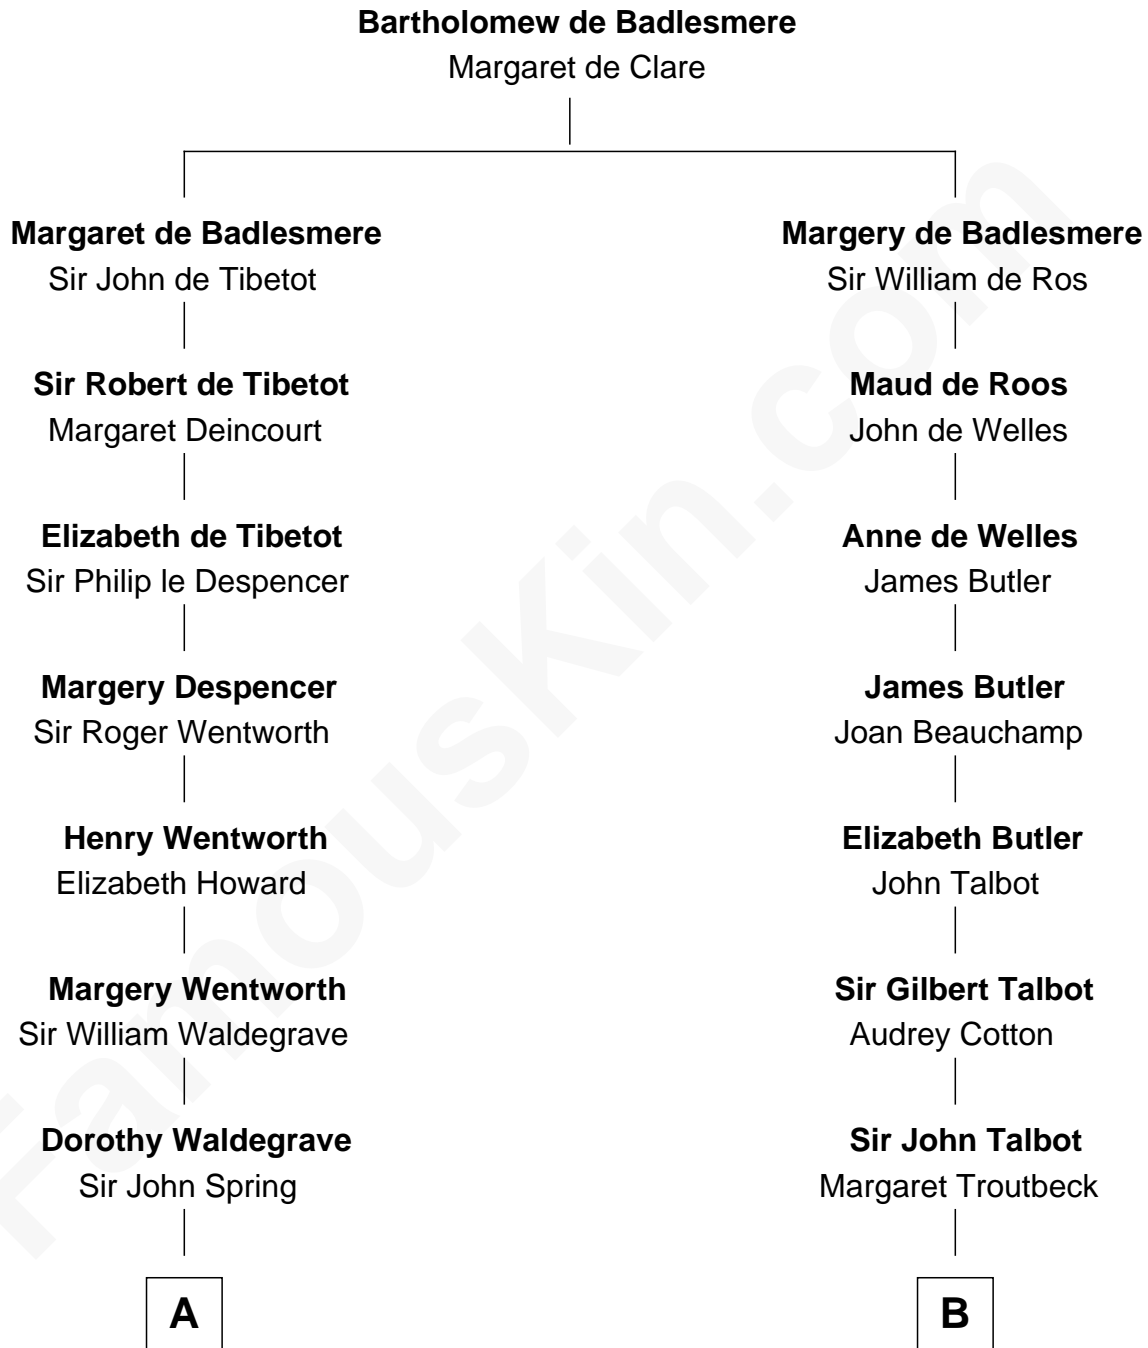 Bartholomew de Badlesmere
Margaret de Clare
Margaret de Badlesmere
Sir John de Tibetot
Margery de Badlesmere
Sir William de Ros
Sir Robert de Tibetot
Margaret Deincourt
Maud de Roos
John de Welles
Elizabeth de Tibetot
Sir Philip le Despencer
Anne de Welles
James Butler
Margery Despencer
Sir Roger Wentworth
James Butler
Joan Beauchamp
Henry Wentworth
Elizabeth Howard
Elizabeth Butler
John Talbot
Margery Wentworth
Sir William Waldegrave
Sir Gilbert Talbot
Audrey Cotton
Dorothy Waldegrave
Sir John Spring
Sir John Talbot
Margaret Troutbeck
A
B
FamousKin.com